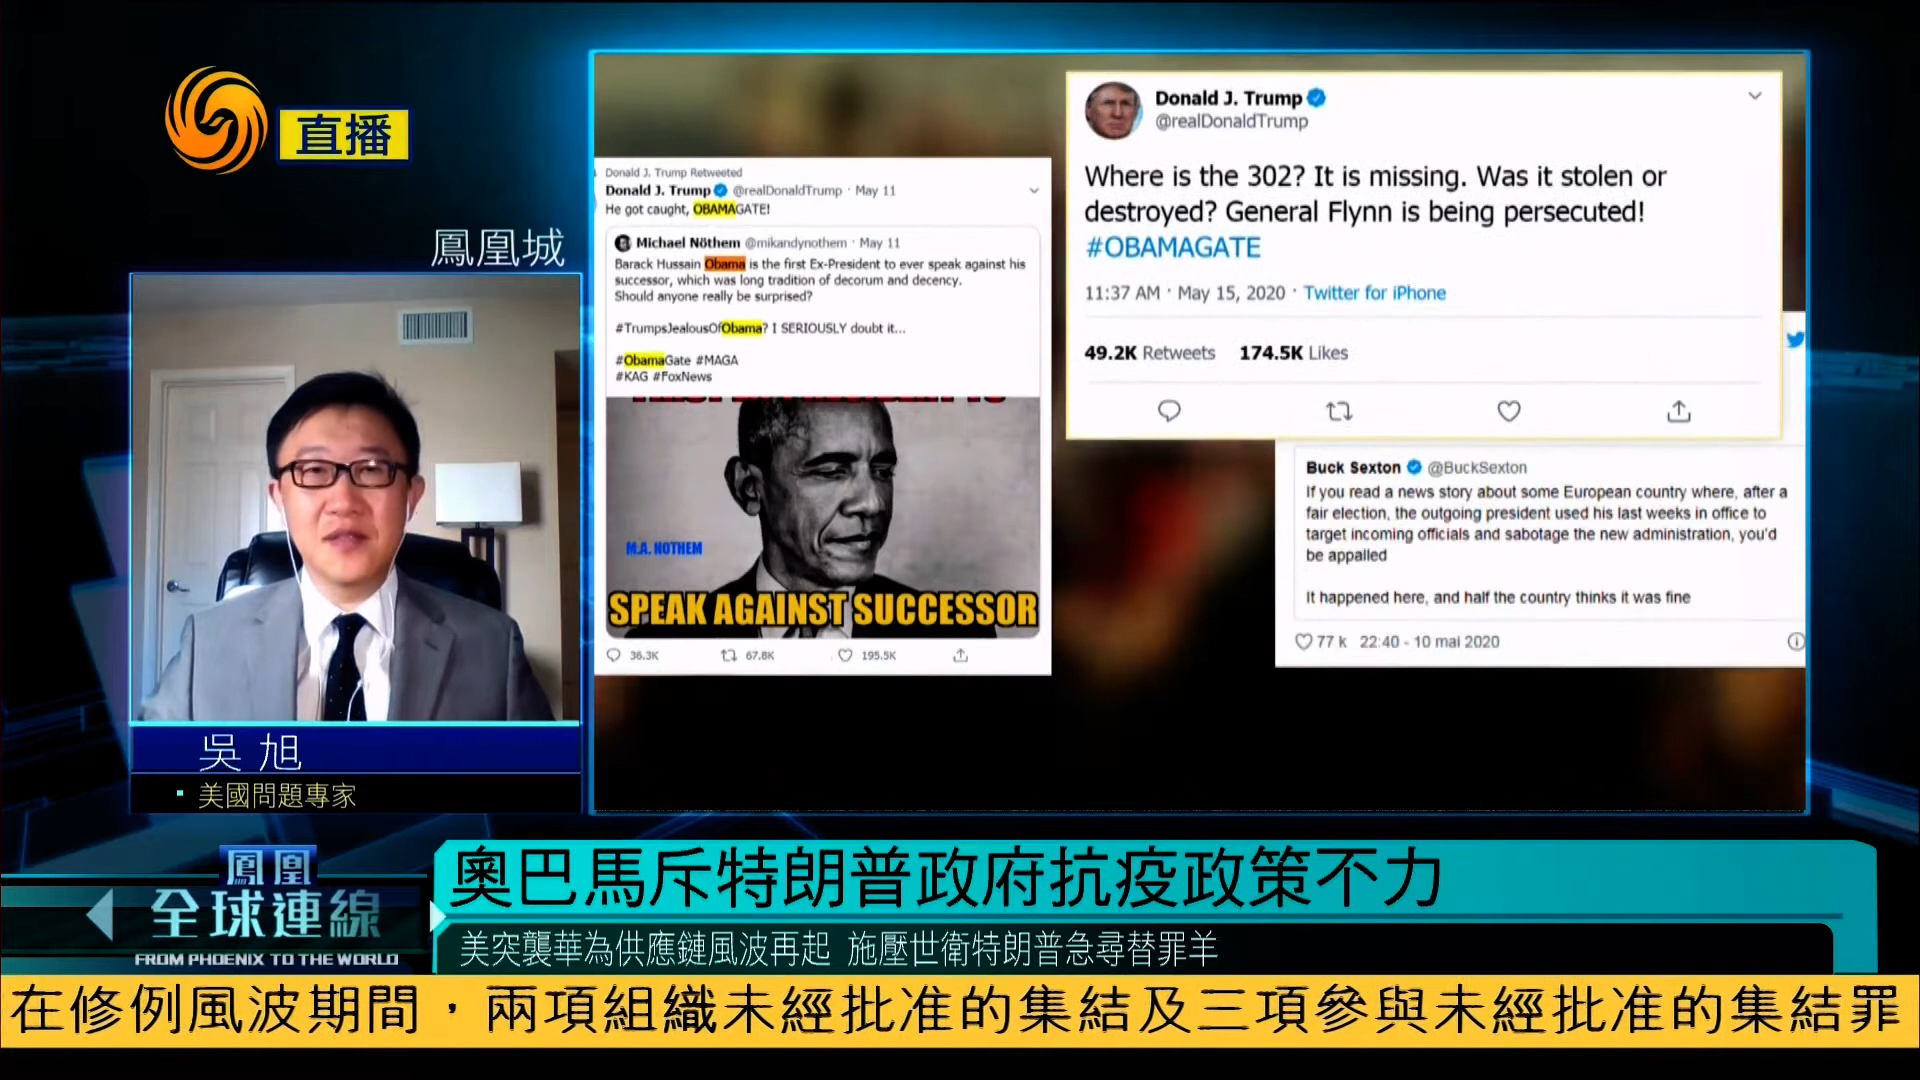 直播
鳳凰城
吳旭
美國問題專家
Donald J. Trump Retweeted
Donald J. Trump @realDonaldTrump · May 11
He got caught, OBAMAGATE!
Michael Nöthem @mikandynothem · May 11
Barack Hussain Obama is the first Ex-President to ever speak against his
successor, which was long tradition of decorum and decency.
Should anyone really be surprised?
#TrumpsJealousOfObama? I SERIOUSLY doubt it...
#ObamaGate #MAGA
#KAG #FoxNews
M.A. NOTHEM
SPEAK AGAINST SUCCESSOR
36.3K 67.8K 195.5K
Donald J. Trump
@realDonaldTrump
Where is the 302? It is missing. Was it stolen or
destroyed? General Flynn is being persecuted!
#OBAMAGATE
11:37 AM · May 15, 2020 · Twitter for iPhone
49.2K Retweets 174.5K Likes
Buck Sexton @BuckSexton
If you read a news story about some European country where, after a
fair election, the outgoing president used his last weeks in office to
target incoming officials and sabotage the new administration, you'd
be appalled
It happened here, and half the country thinks it was fine
77 k 22:40 - 10 mai 2020
鳳凰
全球連線
FROM PHOENIX TO THE WORLD
奧巴馬斥特朗普政府抗疫政策不力
美突襲華為供應鏈風波再起 施壓世衛特朗普急尋替罪羊
在修例風波期間，兩項組織未經批准的集結及三項參與未經批准的集結罪